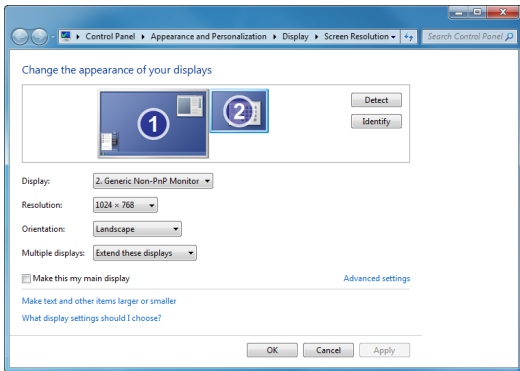 Control Panel ▸ Appearance and Personalization ▸ Display ▸ Screen Resolution
Search Control Panel
Change the appearance of your displays
1
2
Detect
Identify
Display: 2. Generic Non-PnP Monitor
Resolution: 1024 × 768
Orientation: Landscape
Multiple displays: Extend these displays
Make this my main display
Advanced settings
Make text and other items larger or smaller
What display settings should I choose?
OK Cancel Apply